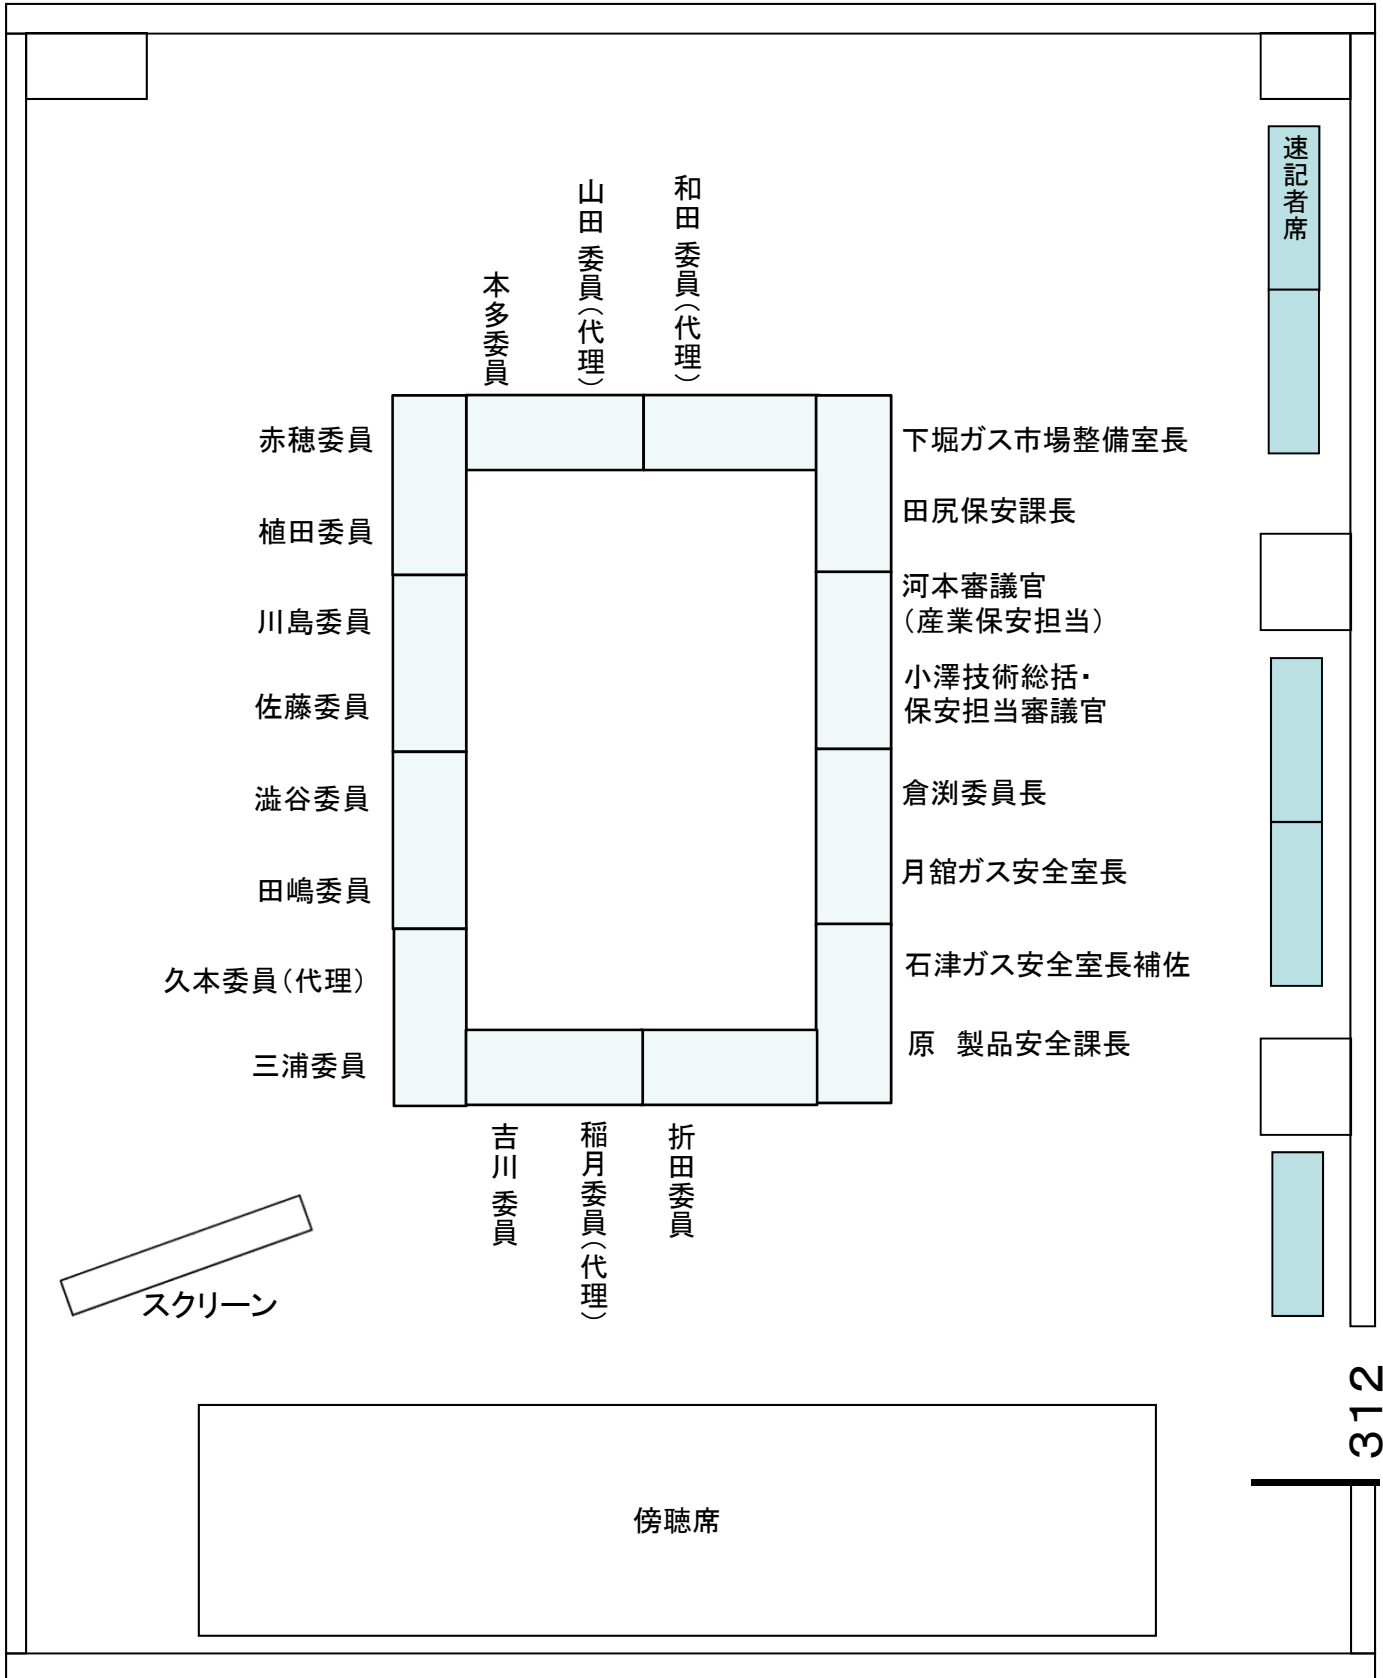 速記者席
和田 委員（代理）
山田 委員（代理）
本多委員
赤穂委員
植田委員
川島委員
佐藤委員
澁谷委員
田嶋委員
久本委員（代理）
三浦委員
下堀ガス市場整備室長
田尻保安課長
河本審議官
（産業保安担当）
小澤技術総括・
保安担当審議官
倉渕委員長
月舘ガス安全室長
石津ガス安全室長補佐
原　製品安全課長
吉川 委員
稲月委員（代理）
折田委員
スクリーン
312
傍聴席